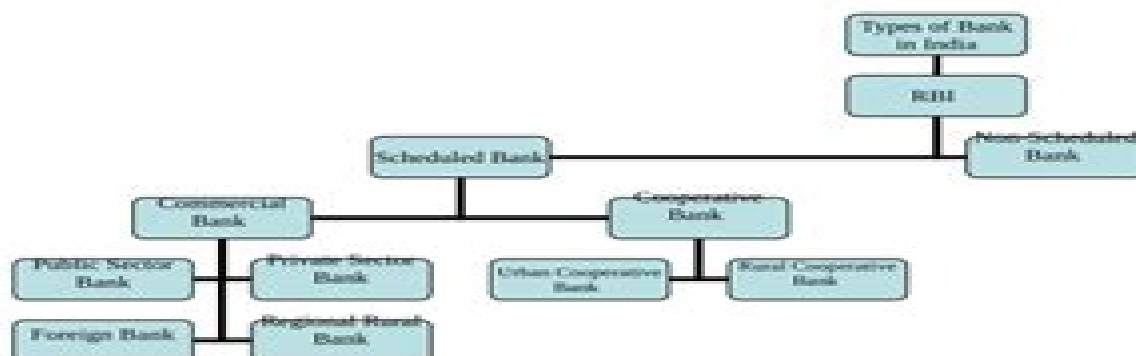 Types of Bank
in India
RBI
Scheduled Bank
Non-Scheduled
Bank
Commercial
Bank
Cooperative
Bank
Public Sector
Bank
Private Sector
Bank
Urban Cooperative
Bank
Rural Cooperative
Bank
Foreign Bank
Regional Rural
Bank